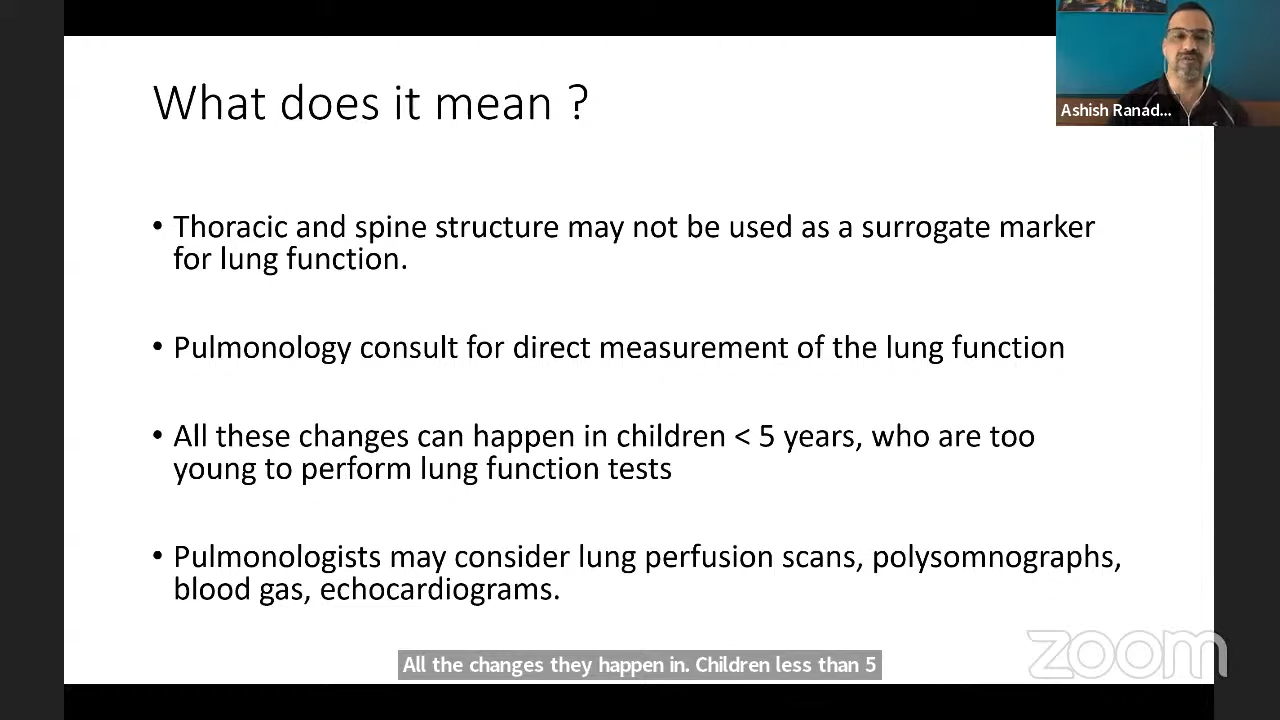 What does it mean ?
Ashish Ranad...
• Thoracic and spine structure may not be used as a surrogate marker
for lung function.
• Pulmonology consult for direct measurement of the lung function
• All these changes can happen in children < 5 years, who are too
young to perform lung function tests
• Pulmonologists may consider lung perfusion scans, polysomnographs,
blood gas, echocardiograms.
zoom
All the changes they happen in. Children less than 5